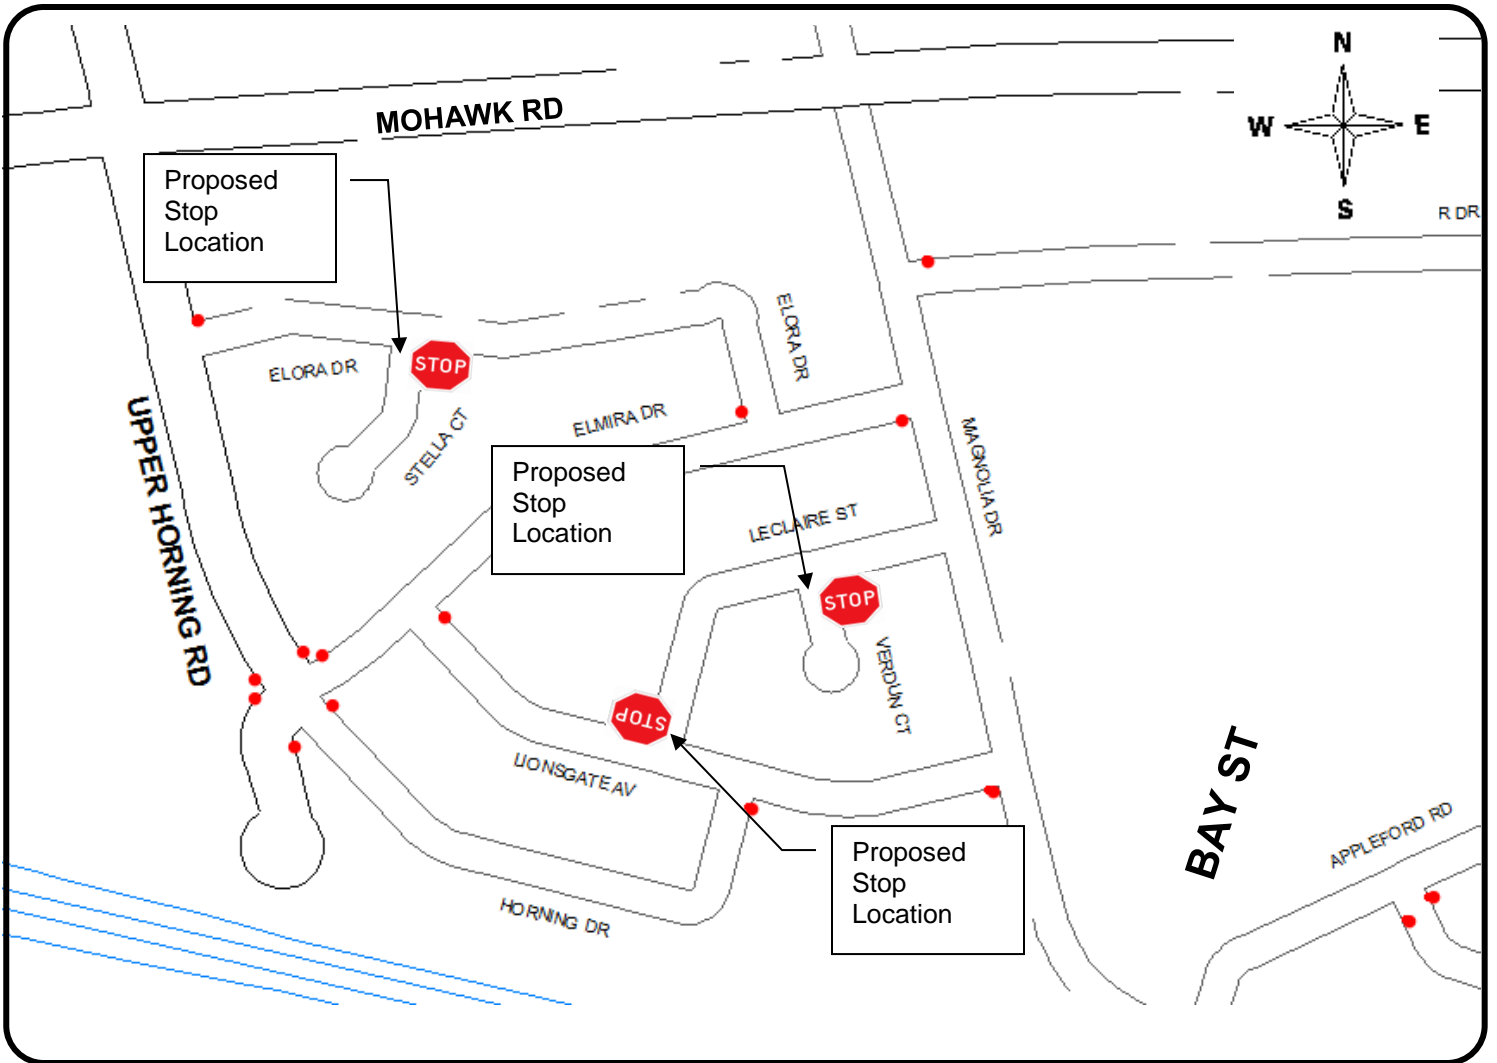 N
MOHAWK RD
W
E
Proposed
Stop
Location
S
R DR
STOP
ELORA DR
ELORA DR
UPPER HORNING RD
STELLA CT
ELMIRA DR
MAGNOLIA DR
Proposed
Stop
Location
LECLAIRE ST
STOP
VERDUN CT
STOP
LIONSGATE AV
BAY ST
APPLEFORD RD
Proposed
Stop
Location
HORNING DR